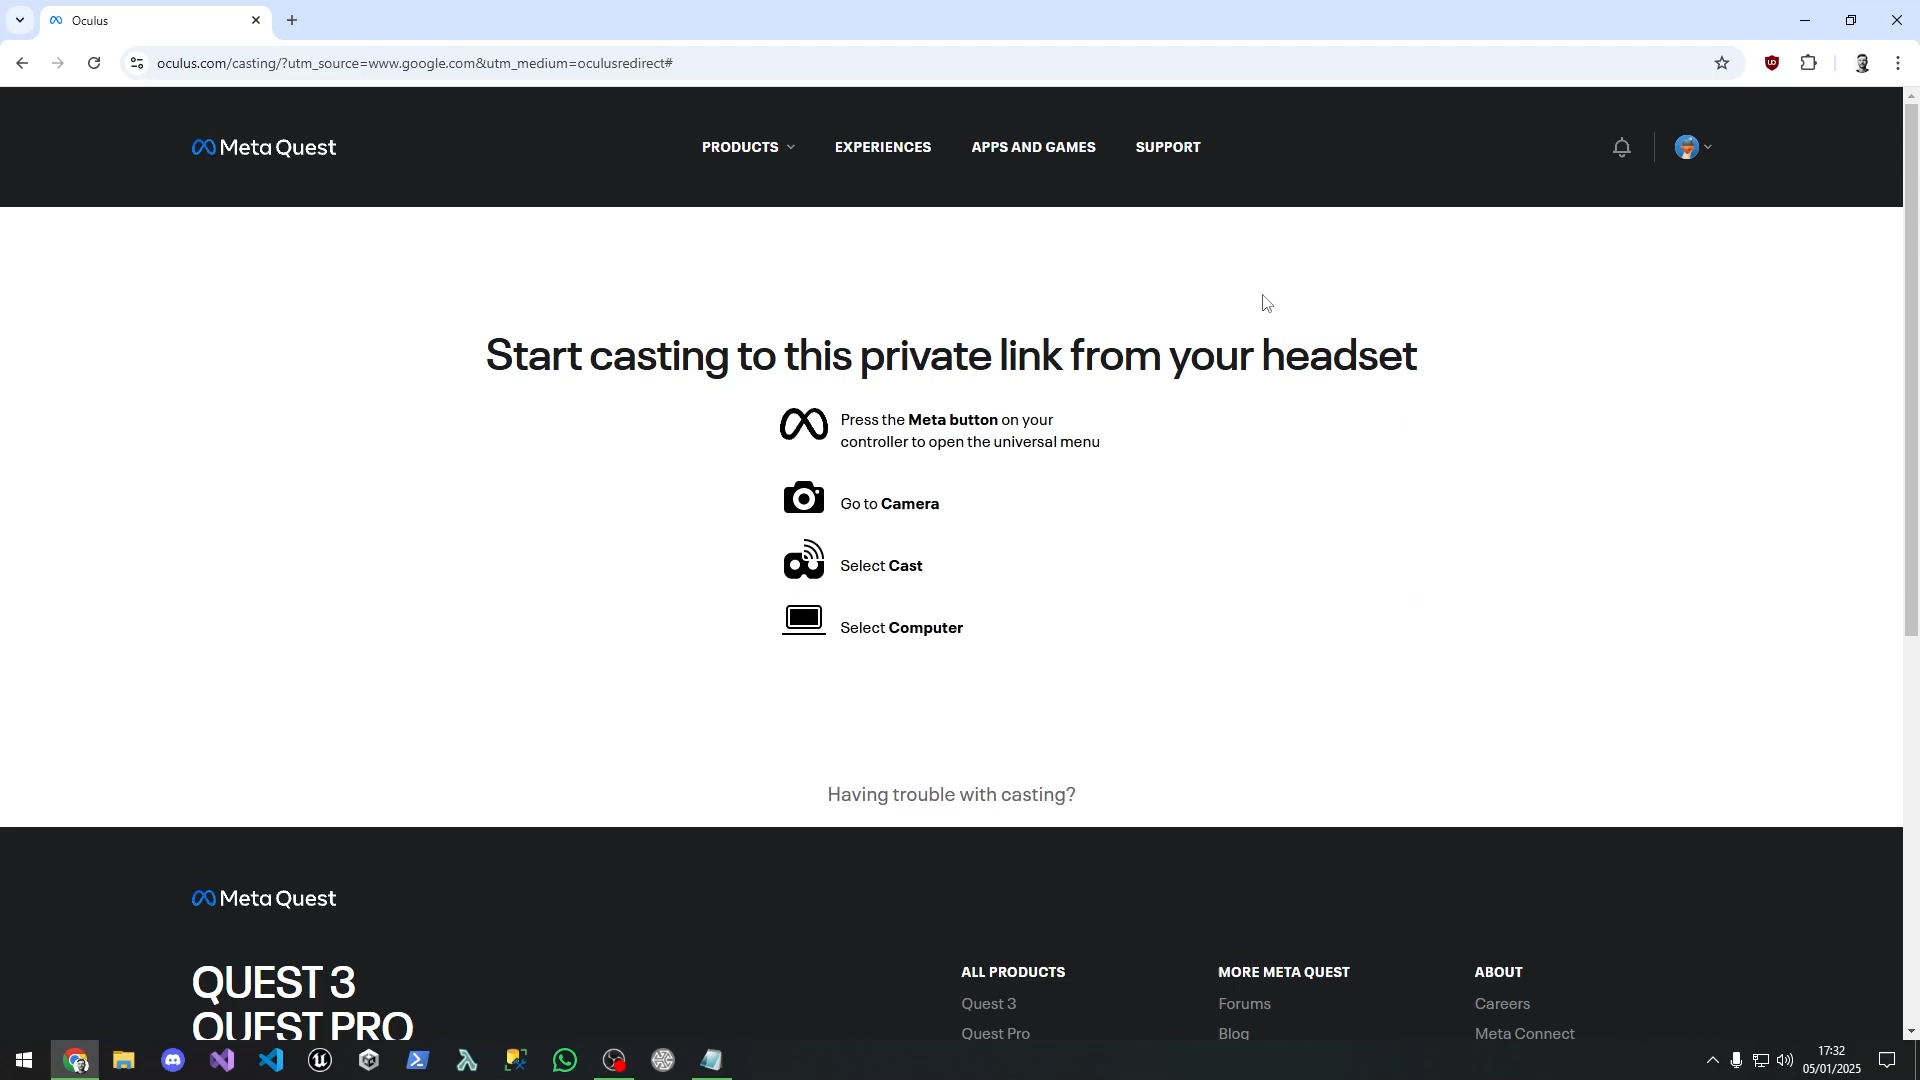 Oculus
oculus.com/casting/?utm_source=www.google.com&utm_medium=oculusredirect#
Meta Quest
PRODUCTS
EXPERIENCES
APPS AND GAMES
SUPPORT
Start casting to this private link from your headset
Press the Meta button on your
controller to open the universal menu
Go to Camera
Select Cast
Select Computer
Having trouble with casting?
Meta Quest
QUEST 3
QUEST PRO
ALL PRODUCTS
Quest 3
Quest Pro
MORE META QUEST
Forums
Blog
ABOUT
Careers
Meta Connect
17:32
05/01/2025